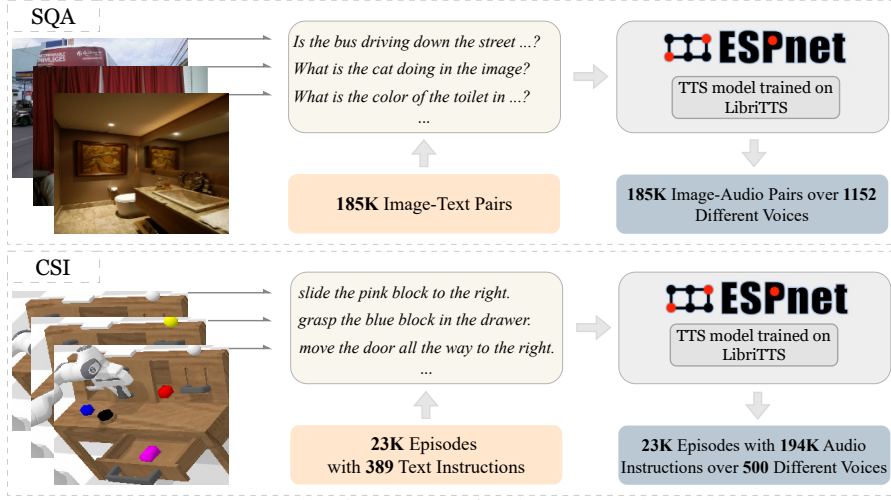 SQA
PRIVILEGES
Is the bus driving down the street ...?
What is the cat doing in the image?
What is the color of the toilet in ...?
...
ESPnet
TTS model trained on
LibriTTS
185K Image-Text Pairs
185K Image-Audio Pairs over 1152
Different Voices
CSI
slide the pink block to the right.
grasp the blue block in the drawer.
move the door all the way to the right.
...
ESPnet
TTS model trained on
LibriTTS
23K Episodes
with 389 Text Instructions
23K Episodes with 194K Audio
Instructions over 500 Different Voices